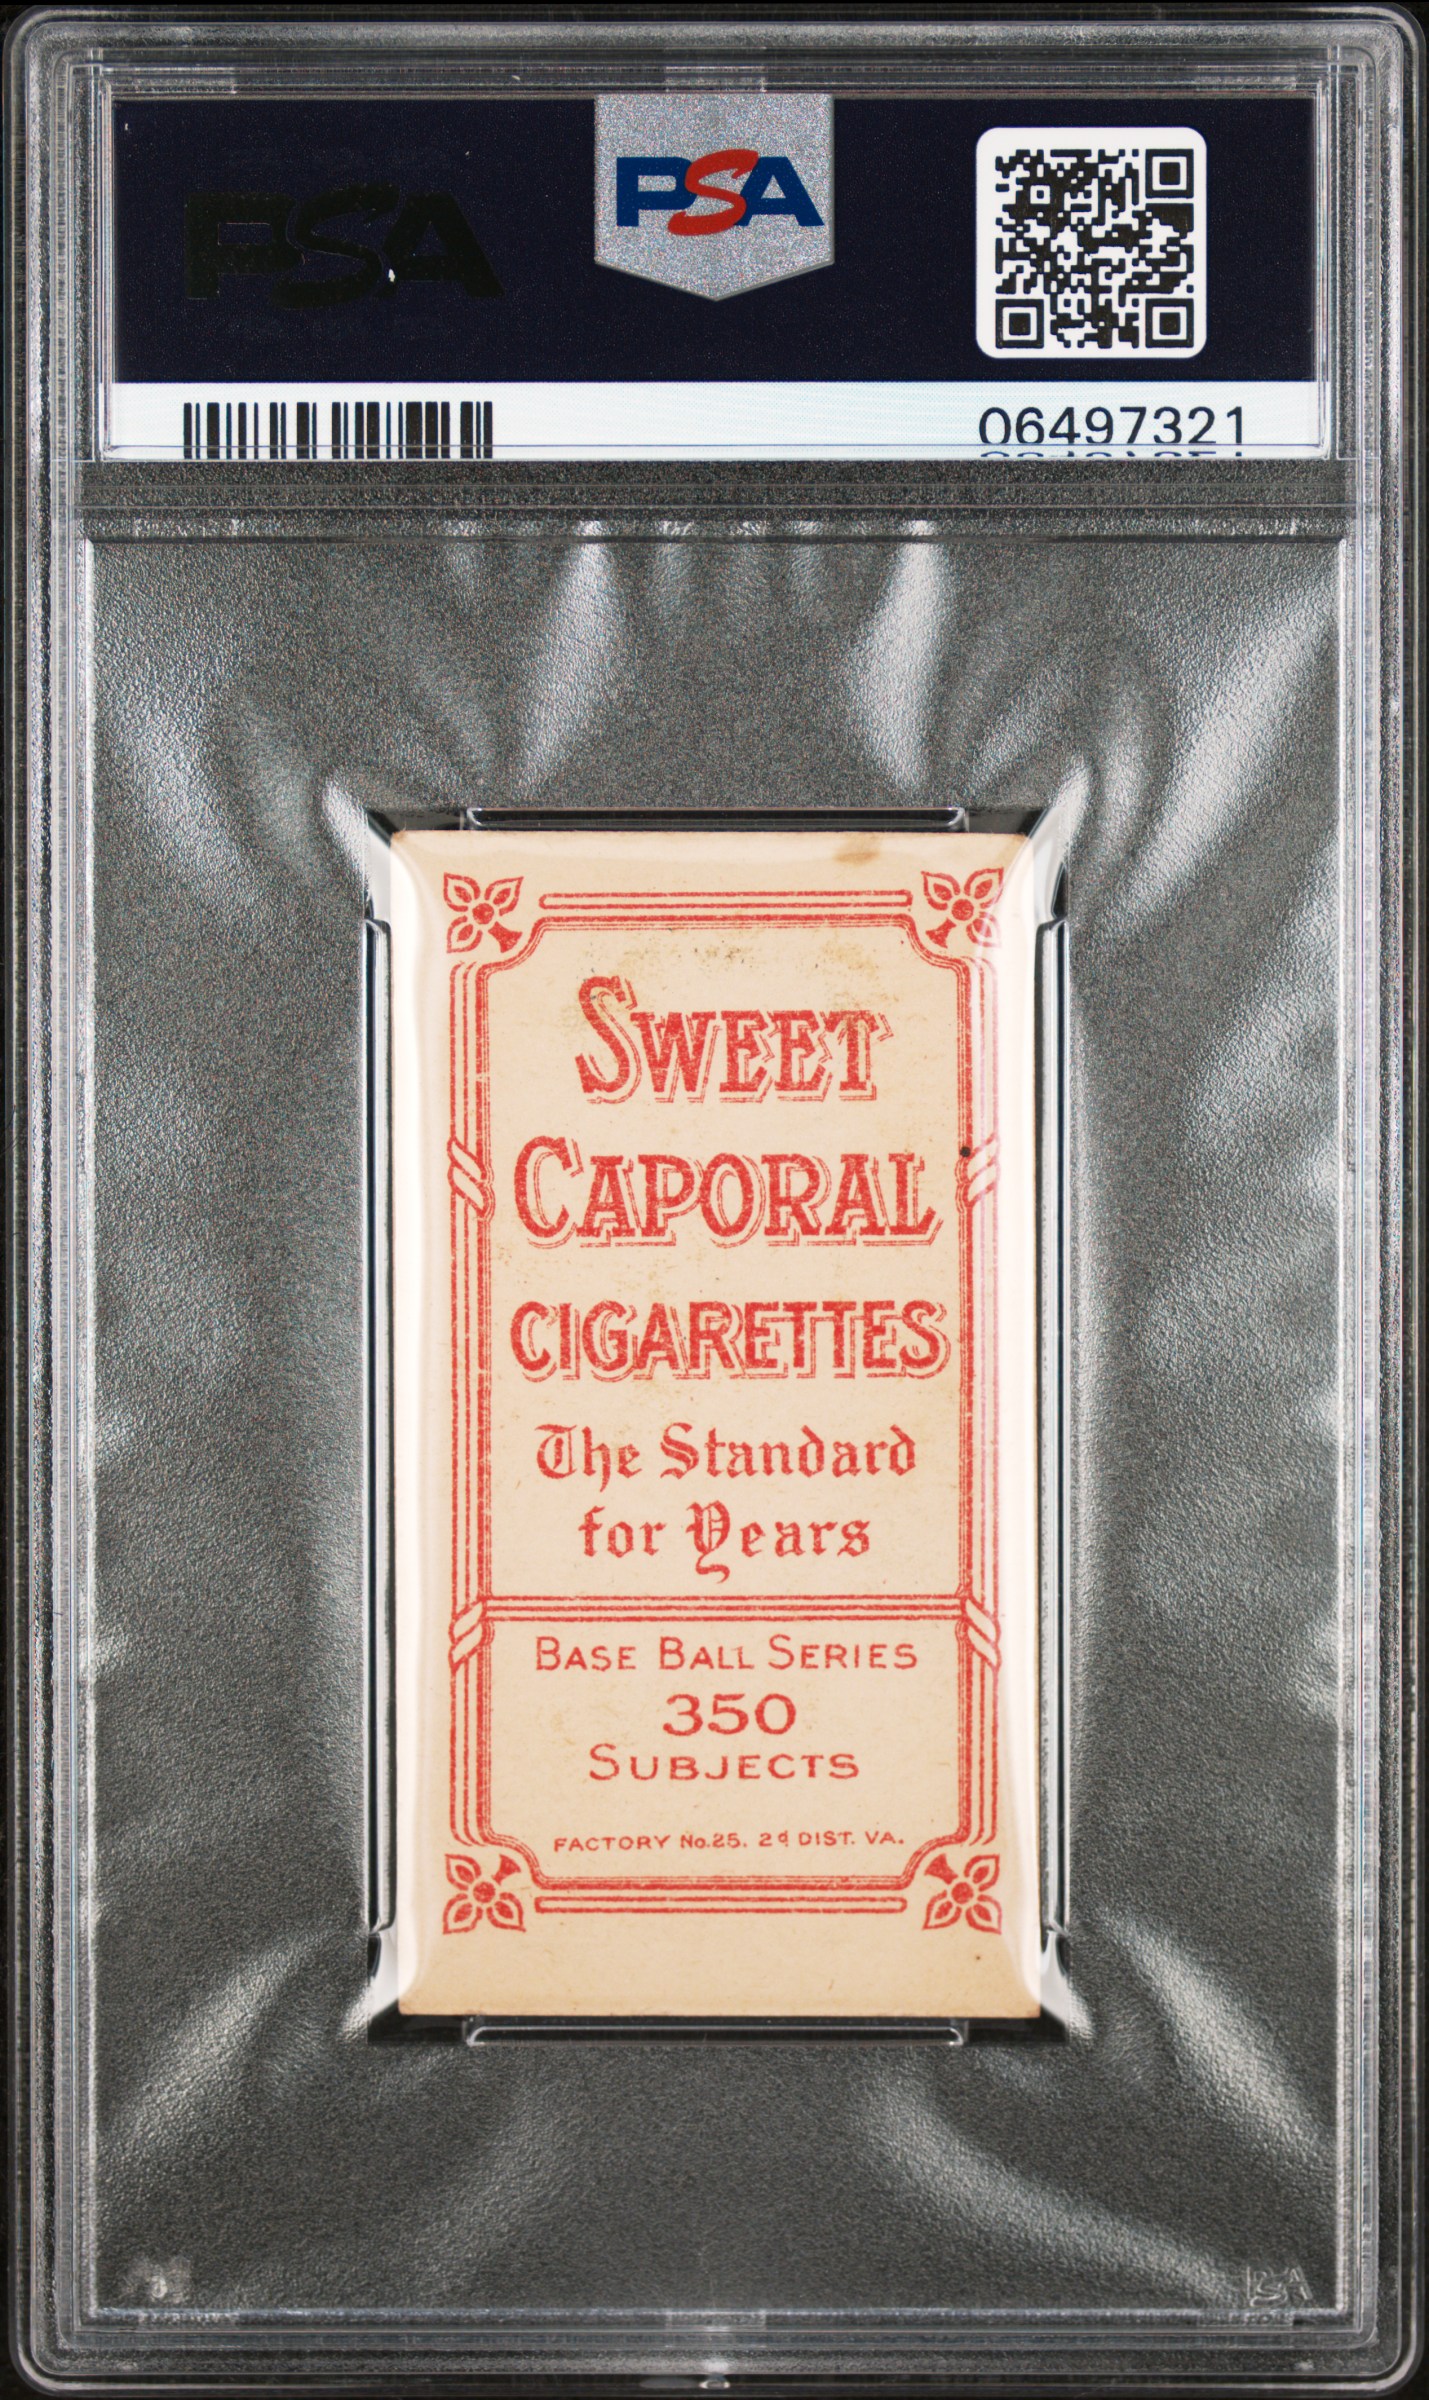 PSA
PSA
06497321
SWEET
CAPORAL
CIGARETTES
The Standard
for Years
BASE BALL SERIES
350
SUBJECTS
FACTORY No. 25. 2d DIST. VA.
PSA